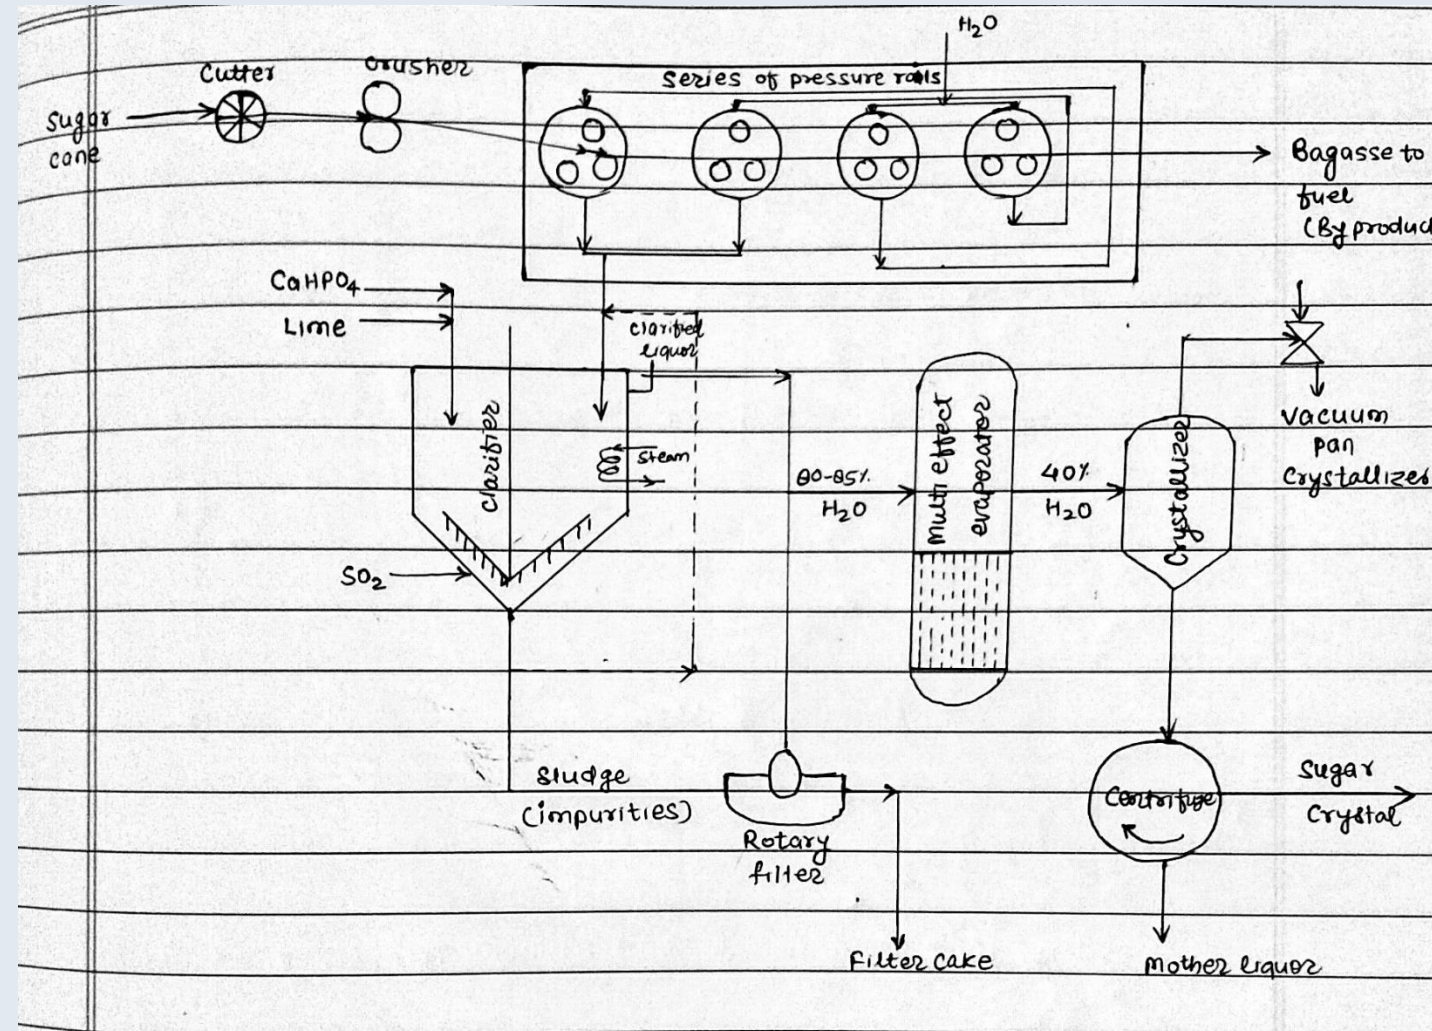 H₂O
Cutter
Crusher
Series of pressure rolls
Sugar
cane
Bagasse to
fuel
(By produc
CaHPO₄
Lime
clarified
liquor
clarifier
steam
SO₂
80-85%
H₂O
Multi effect
evaporator
40%
H₂O
Crystallizer
Vacuum
pan
Crystallizer
Sludge
(impurities)
Rotary
filter
Filter cake
Centrifuge
Sugar
Crystal
Mother liquor